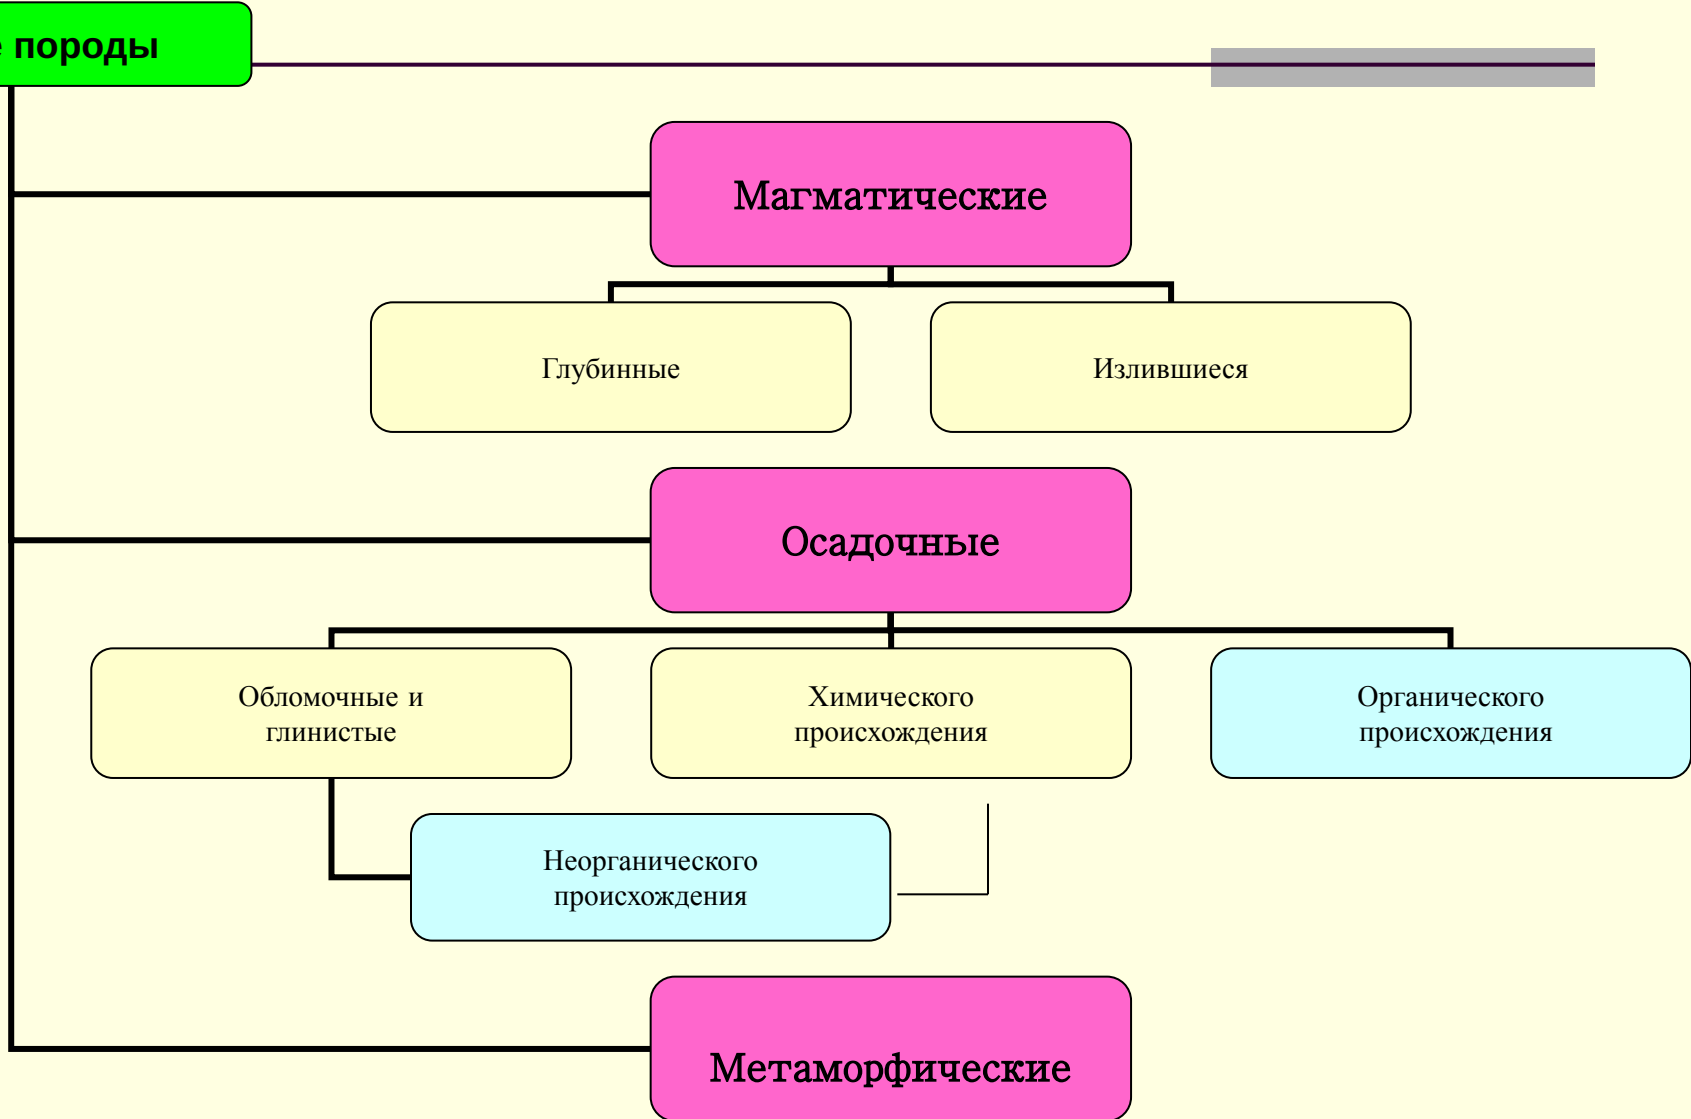 породы
Магматические
Глубинные
Излившиеся
Осадочные
Обломочные и
глинистые
Химического
происхождения
Органического
происхождения
Неорганического
происхождения
Метаморфические